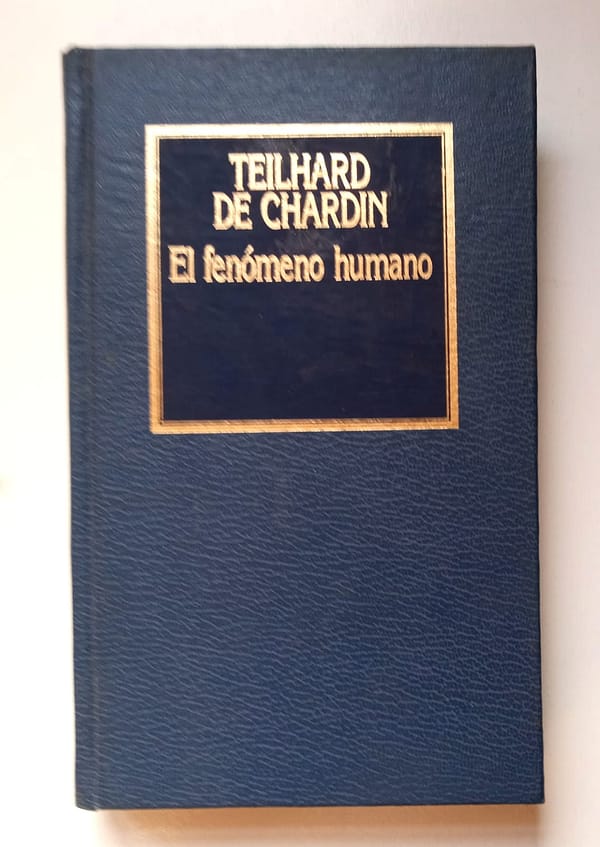 TEILHARD
DE CHARDIN
El fenómeno humano